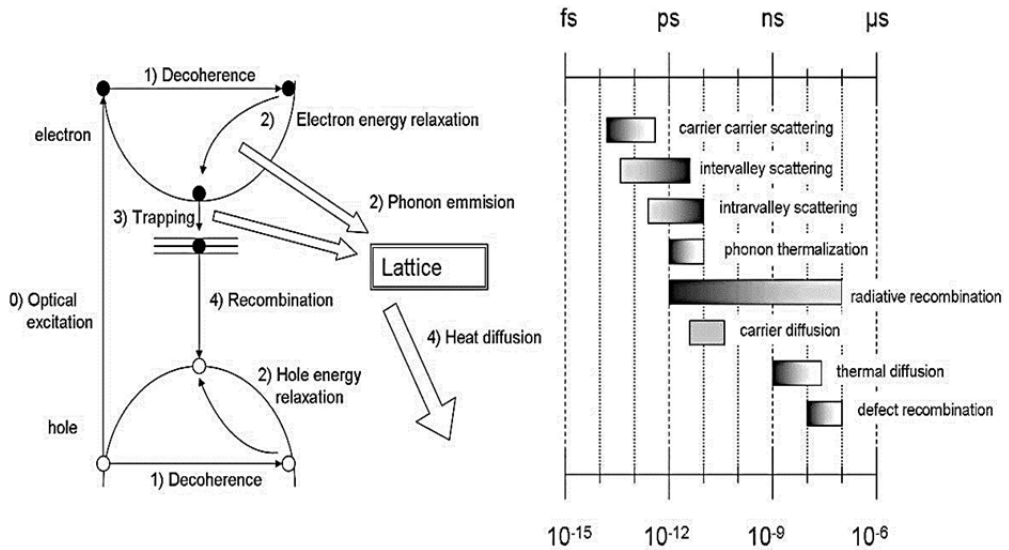 1) Decoherence
electron
2)
Electron energy relaxation
2) Phonon emmision
3) Trapping
Lattice
0) Optical
excitation
4) Recombination
4) Heat diffusion
2) Hole energy
relaxation
hole
1) Decoherence
fs ps ns µs
carrier carrier scattering
intervalley scattering
intrarvalley scattering
phonon thermalization
radiative recombination
carrier diffusion
thermal diffusion
defect recombination
10-15 10-12 10-9 10-6